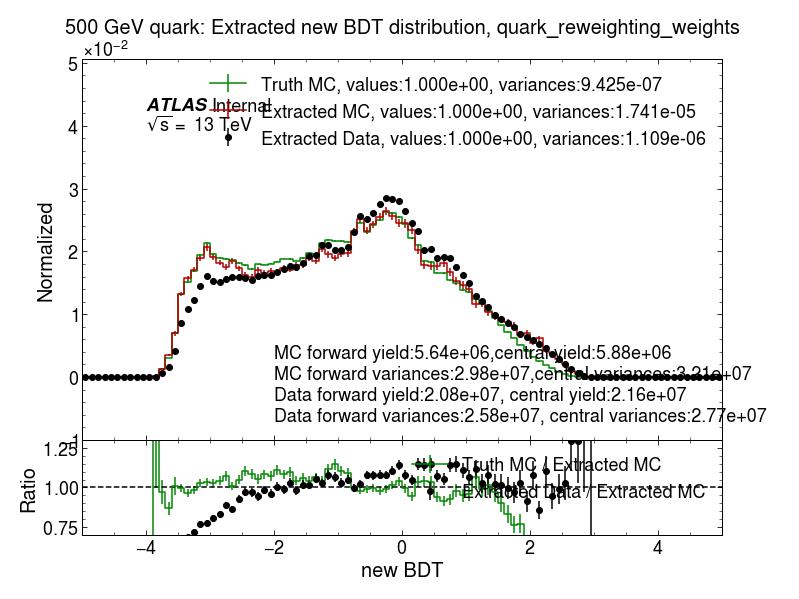 500 GeV quark: Extracted new BDT distribution, quark_reweighting_weights
×10⁻²
5
Truth MC, values:1.000e+00, variances:9.425e-07
ATLAS Internal
Extracted MC, values:1.000e+00, variances:1.741e-05
√s = 13 TeV
Extracted Data, values:1.000e+00, variances:1.109e-06
4
3
2
1
0
Normalized
MC forward yield:5.64e+06,central yield:5.88e+06
MC forward variances:2.98e+07,central variances:3.21e+07
Data forward yield:2.08e+07, central yield:2.16e+07
Data forward variances:2.58e+07, central variances:2.77e+07
1.25
1.00
0.75
Ratio
Truth MC / Extracted MC
Extracted Data / Extracted MC
−4 −2 0 2 4
new BDT